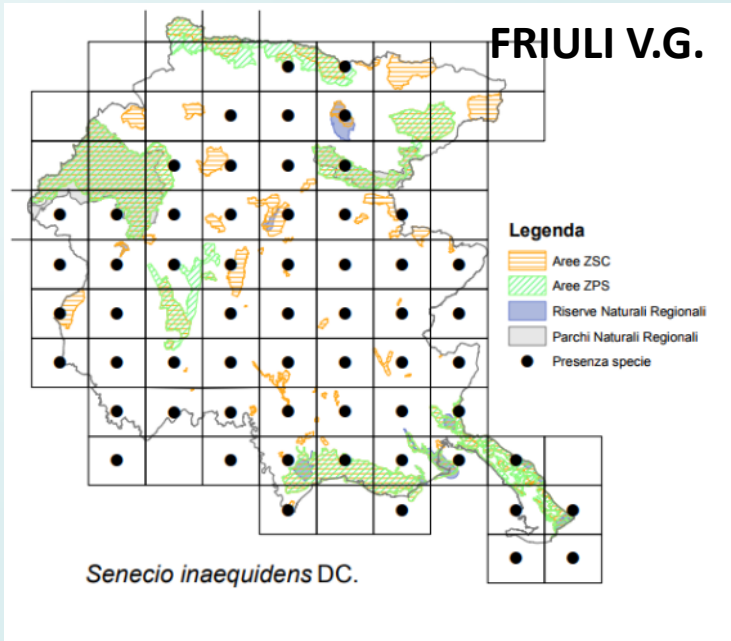 FRIULI V.G.
Legenda
Aree ZSC
Aree ZPS
Riserve Naturali Regionali
Parchi Naturali Regionali
Presenza specie
Senecio inaequidens DC.